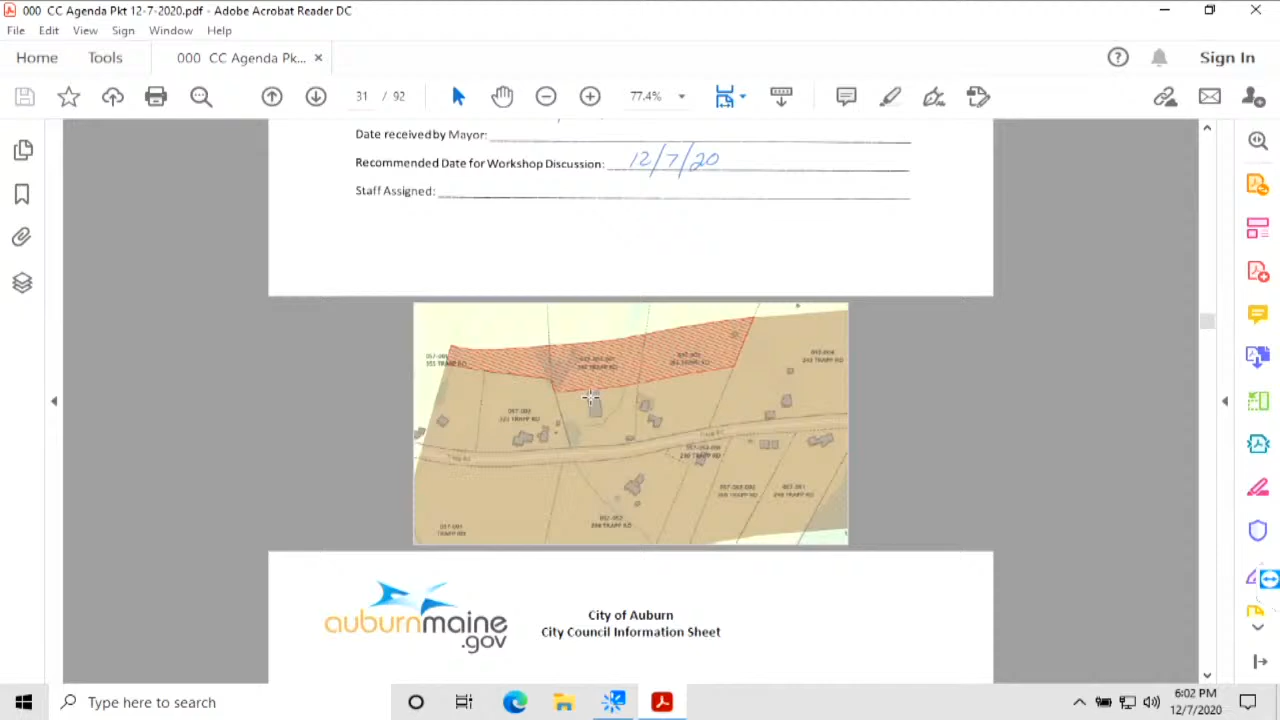 000 CC Agenda Pkt 12-7-2020.pdf - Adobe Acrobat Reader DC
File Edit View Sign Window Help
Home Tools 000 CC Agenda Pk... × Sign In
31 / 92 77.4%
Date received by Mayor:
Recommended Date for Workshop Discussion: 12/7/20
Staff Assigned:
TRAPP RD
auburnmaine
.gov
City of Auburn
City Council Information Sheet
Type here to search
6:02 PM
12/7/2020